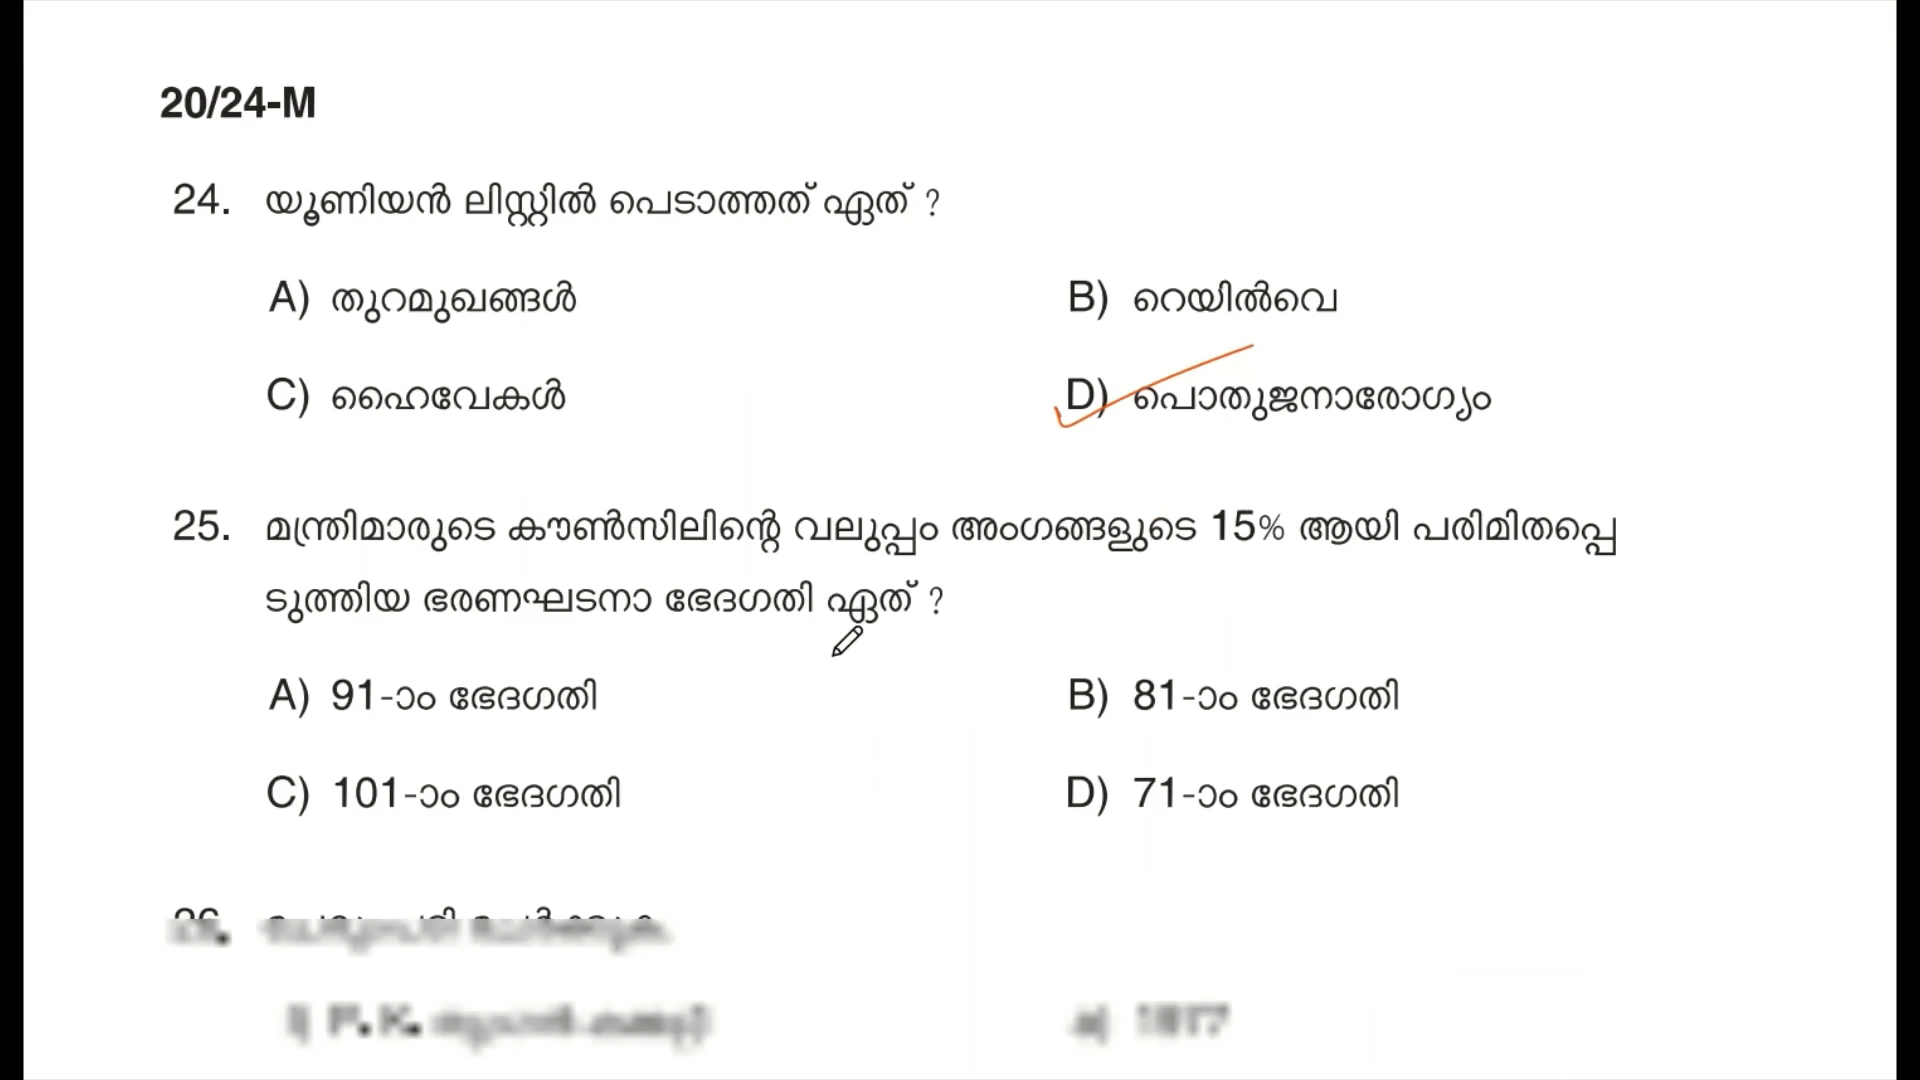 20/24-M
24. യൂണിയൻ ലിസ്റ്റിൽ പെടാത്തത് ഏത് ?
A) തുറമുഖങ്ങൾ B) റെയിൽവെ
C) ഹൈവേകൾ D) പൊതുജനാരോഗ്യം
25. മന്ത്രിമാരുടെ കൗൺസിലിന്റെ വലുപ്പം അംഗങ്ങളുടെ 15% ആയി പരിമിതപ്പെ
ടുത്തിയ ഭരണഘടനാ ഭേദഗതി ഏത് ?
A) 91-ാം ഭേദഗതി B) 81-ാം ഭേദഗതി
C) 101-ാം ഭേദഗതി D) 71-ാം ഭേദഗതി